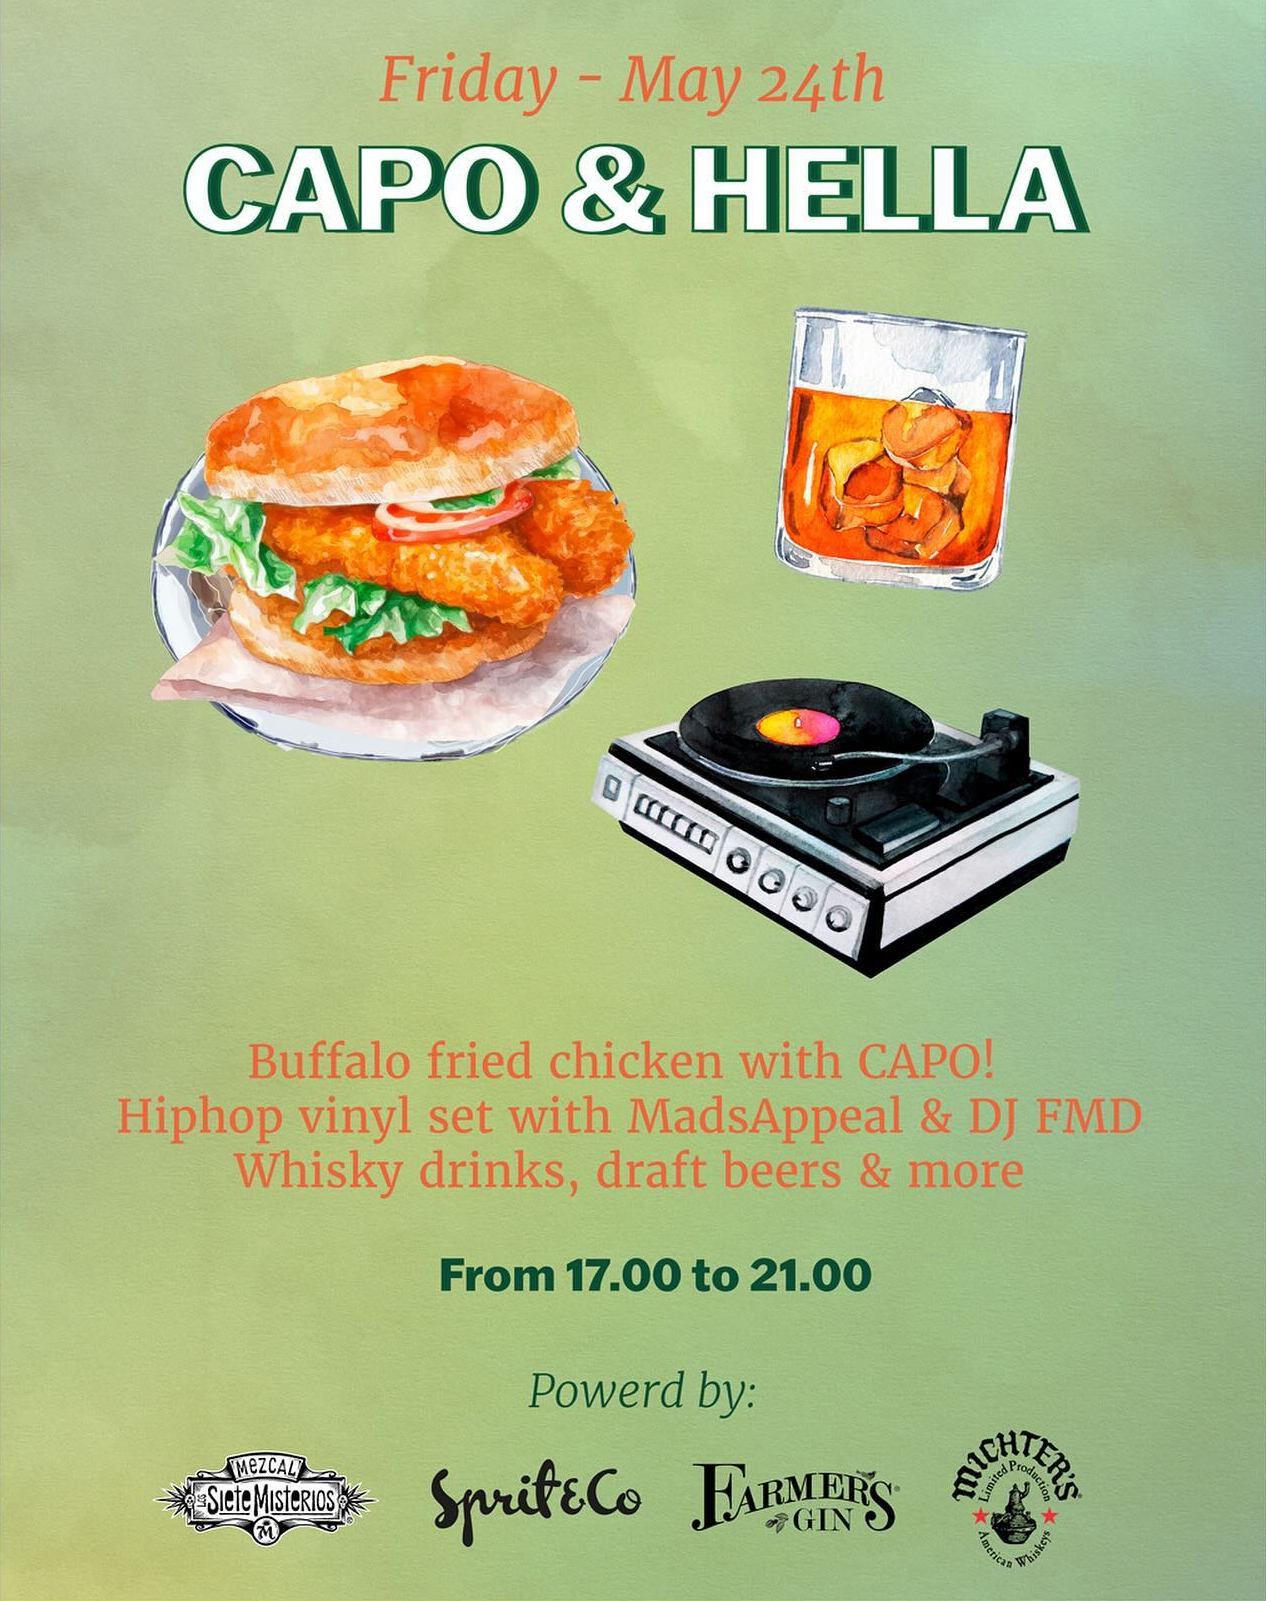 Friday - May 24th
CAPO & HELLA
Buffalo fried chicken with CAPO!
Hiphop vinyl set with MadsAppeal & DJ FMD
Whisky drinks, draft beers & more
From 17.00 to 21.00
Powerd by:
MEZCAL
LOS SIETE MISTERIOS
M
Sprit&Co
FARMER'S
GIN
MICHTER'S
Limited Production
American Whiskeys